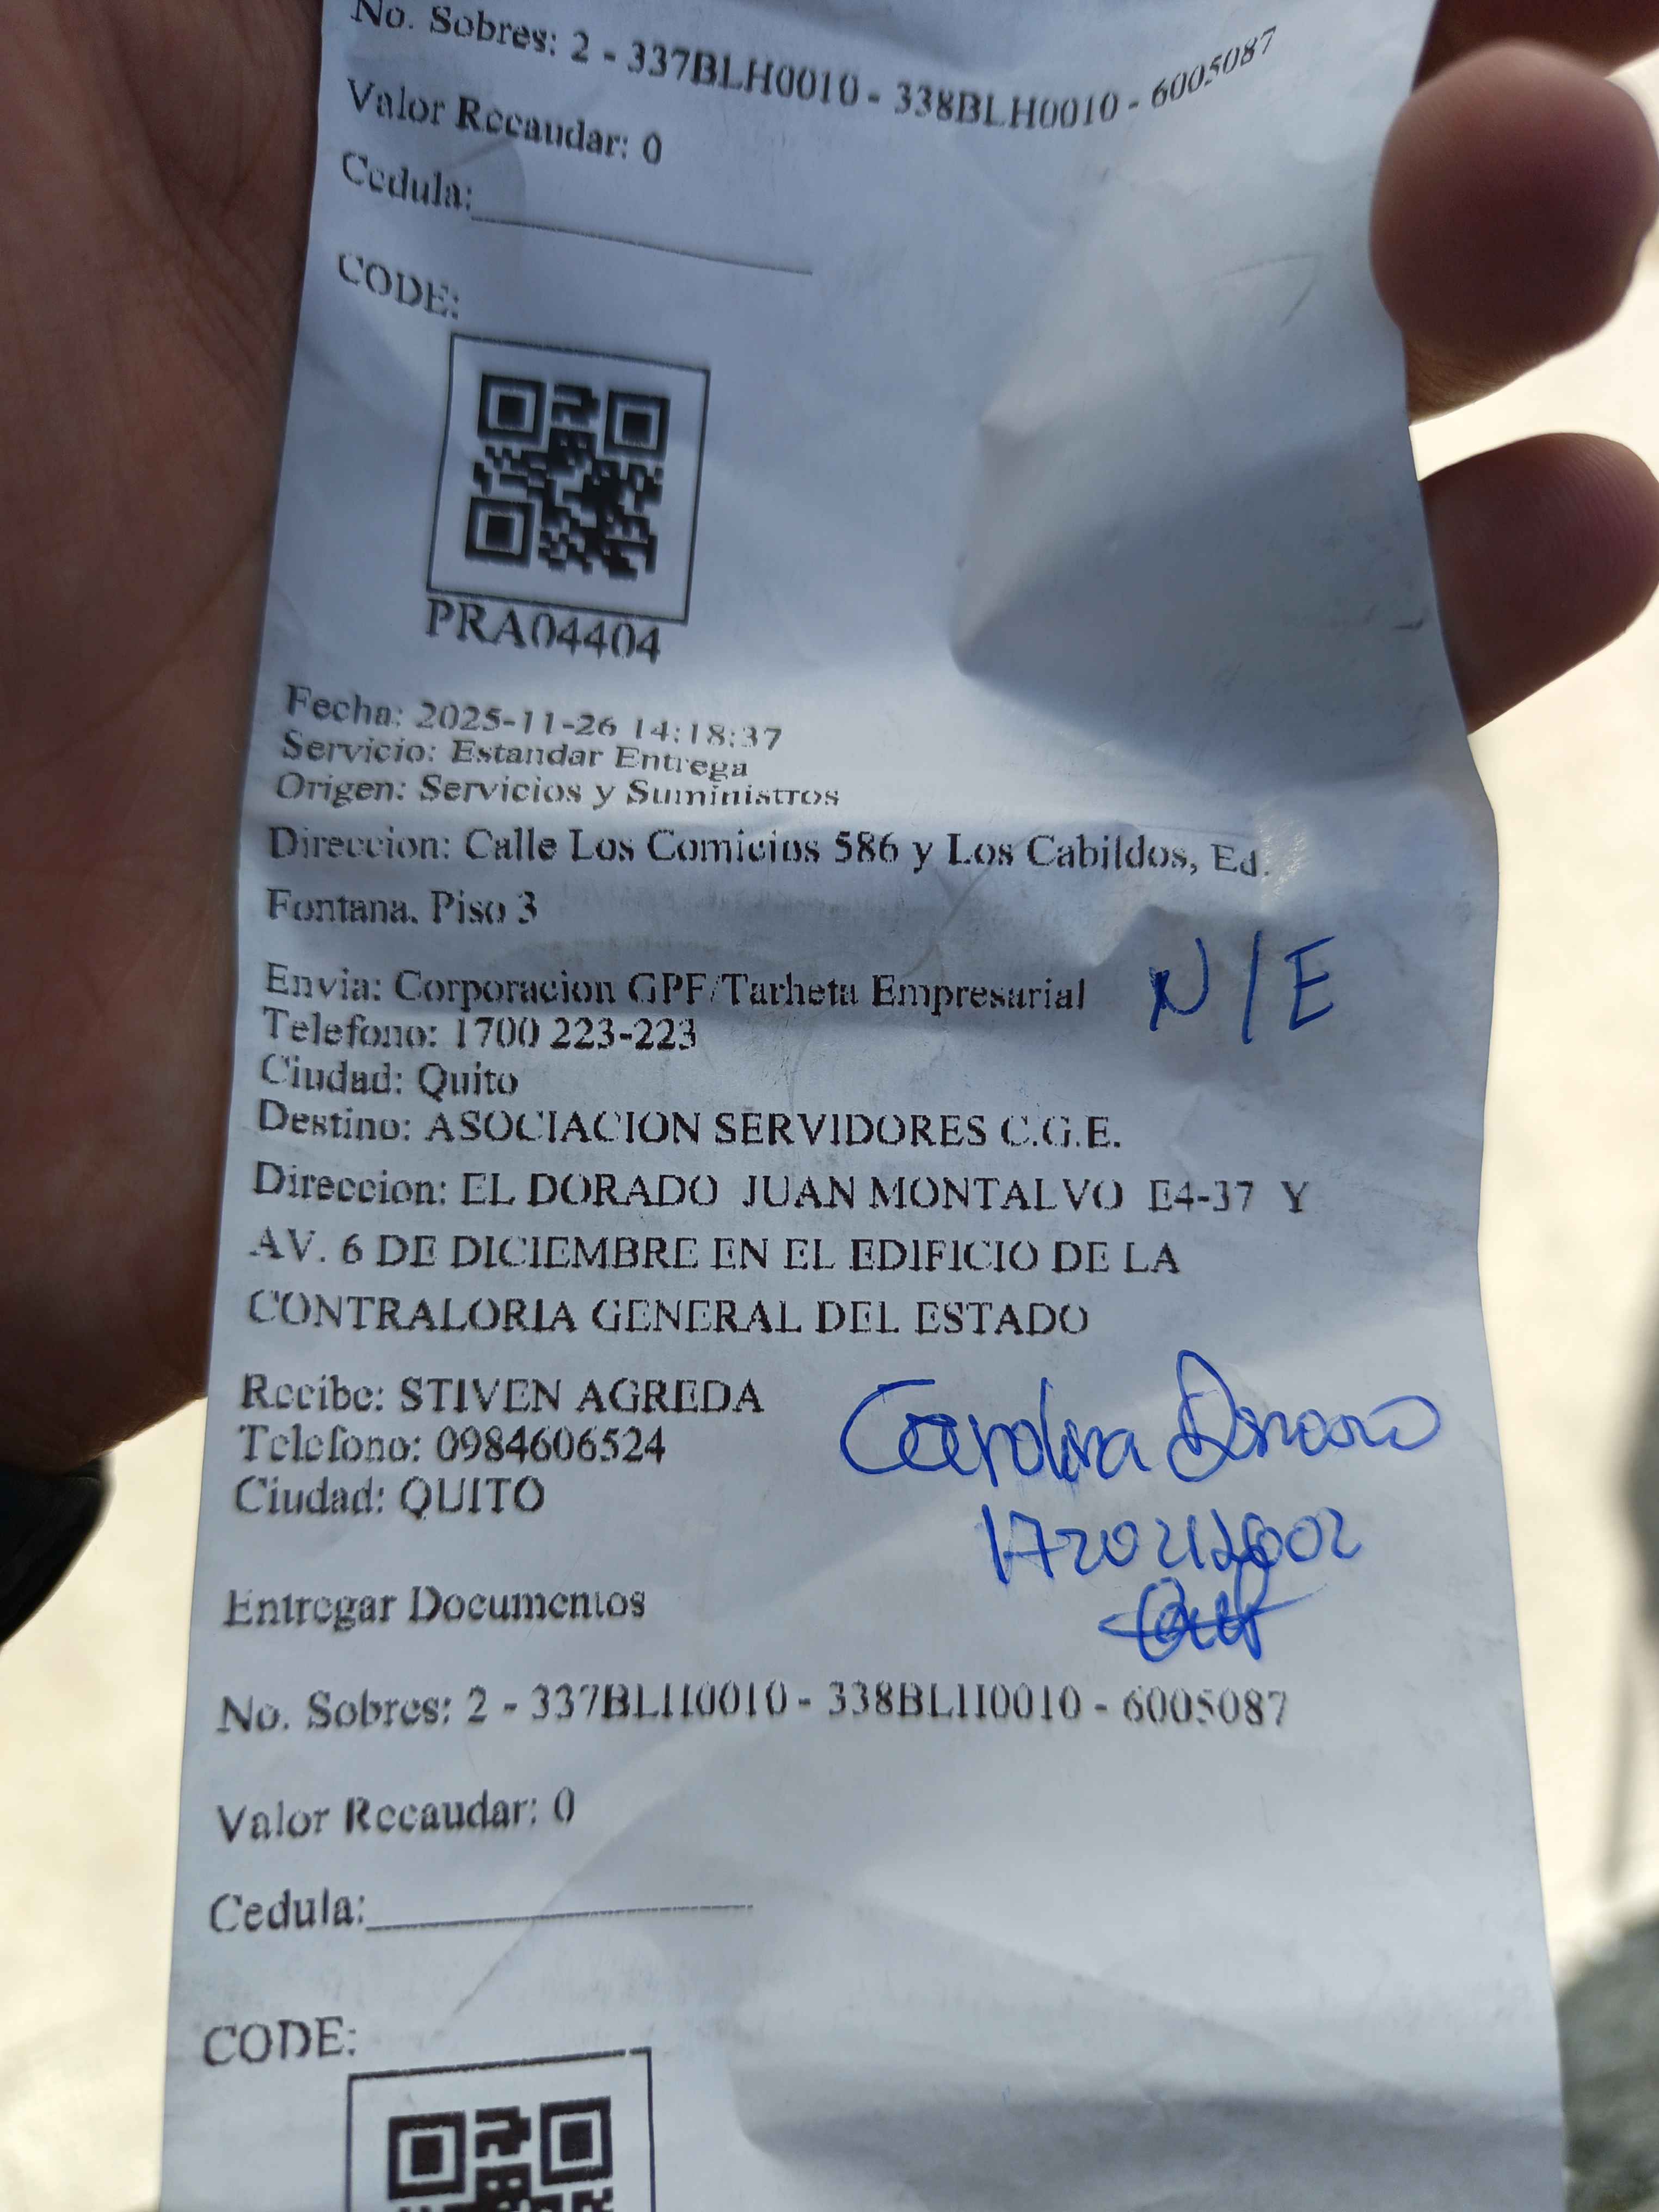 No. Sobres: 2 - 337BLH0010 - 338BLH0010 - 6005087
Valor Recaudar: 0
Cedula:
CODE:
PRA04404
Fecha: 2025-11-26 14:18:37
Servicio: Estandar Entrega
Origen: Servicios y Suministros
Direccion: Calle Los Comicios 586 y Los Cabildos, Ed.
Fontana. Piso 3
Envia: Corporacion GPF/Tarheta Empresarial N/E
Telefono: 1700 223-223
Ciudad: Quito
Destino: ASOCIACION SERVIDORES C.G.E.
Direccion: EL DORADO JUAN MONTALVO E4-37 Y
AV. 6 DE DICIEMBRE EN EL EDIFICIO DE LA
CONTRALORIA GENERAL DEL ESTADO
Recibe: STIVEN AGREDA Carolina
Telefono: 0984606524
Ciudad: QUITO
Entregar Documentos
No. Sobres: 2 - 337BLH0010 - 338BLH0010 - 6005087
Valor Recaudar: 0
Cedula:
CODE: